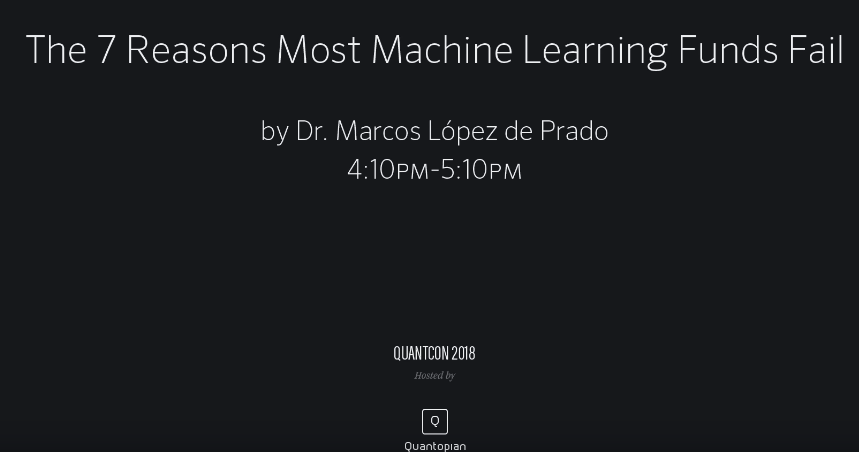 The 7 Reasons Most Machine Learning Funds Fail
by Dr. Marcos López de Prado
4:10PM-5:10PM
QUANTCON 2018
Hosted by
Q
Quantopian